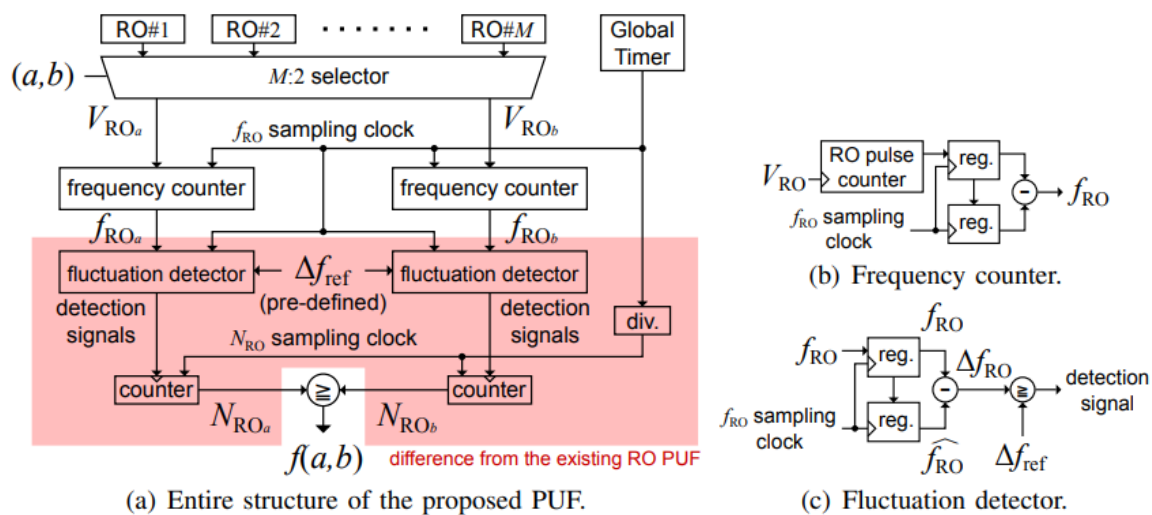 RO#1 RO#2 ······· RO#M
Global Timer
(a,b)
M:2 selector
V_ROa V_ROb
f_RO sampling clock
frequency counter frequency counter
f_ROa f_ROb
fluctuation detector Δf_ref fluctuation detector
(pre-defined)
detection signals detection signals
div.
N_RO sampling clock
counter ≧ counter
N_ROa N_ROb
f(a,b)
difference from the existing RO PUF
(a) Entire structure of the proposed PUF.
RO pulse counter
reg.
V_RO
− f_RO
f_RO sampling clock
reg.
(b) Frequency counter.
f_RO
f_RO reg.
Δf_RO
− ≧ detection signal
f_RO sampling clock
reg.
\widehat{f_RO} Δf_ref
(c) Fluctuation detector.